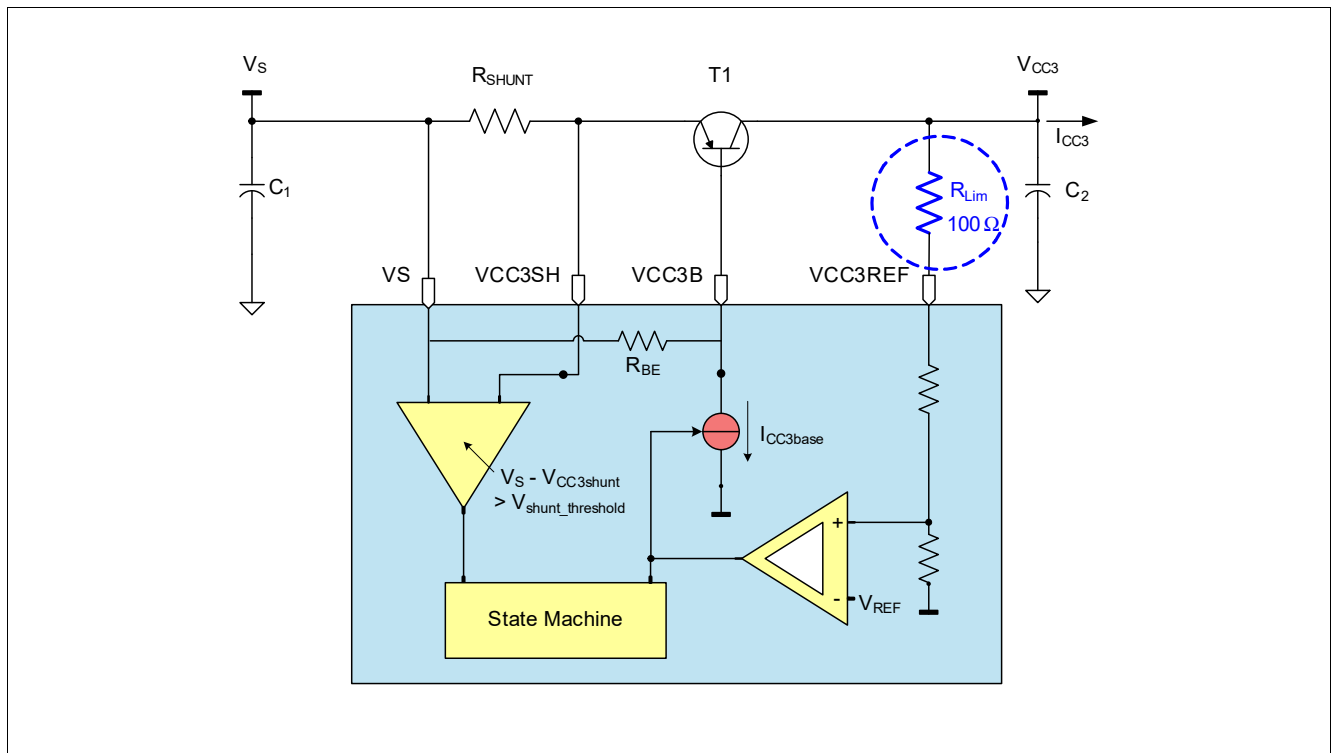 VS
RSHUNT
T1
VCC3
ICC3
C1
RLim
100 Ω
C2
VS
VCC3SH
VCC3B
VCC3REF
RBE
ICC3base
VS - VCC3shunt
> Vshunt_threshold
+
-
VREF
State Machine